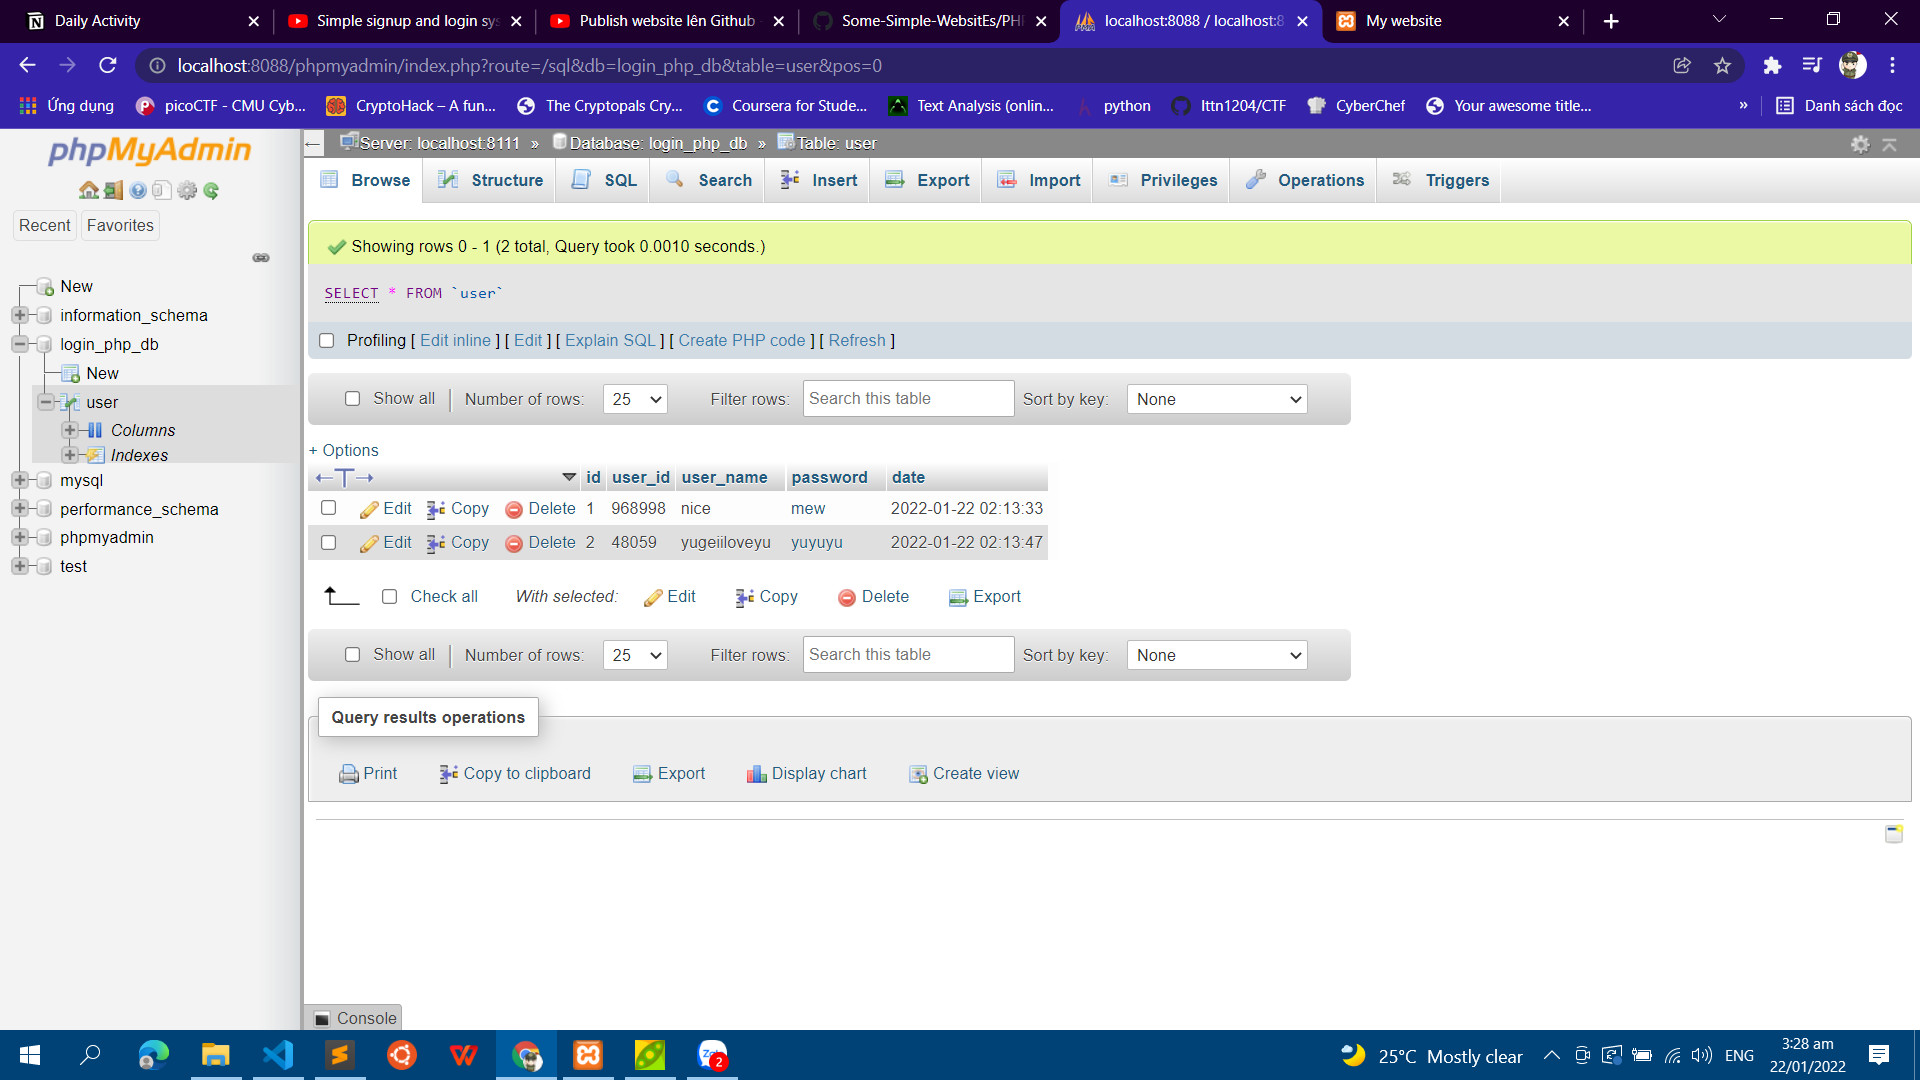 Daily Activity
Simple signup and login sys
Publish website lên Github
Some-Simple-WebsitEs/PHP
localhost:8088 / localhost:8
My website
localhost:8088/phpmyadmin/index.php?route=/sql&db=login_php_db&table=user&pos=0
Ứng dụng
picoCTF - CMU Cyb...
CryptoHack – A fun...
The Cryptopals Cry...
Coursera for Stude...
Text Analysis (onlin...
python
lttn1204/CTF
CyberChef
Your awesome title...
»
Danh sách đọc
phpMyAdmin
Recent
Favorites
New
information_schema
login_php_db
New
user
Columns
Indexes
mysql
performance_schema
phpmyadmin
test
Server: localhost:8111 » Database: login_php_db » Table: user
Browse
Structure
SQL
Search
Insert
Export
Import
Privileges
Operations
Triggers
Showing rows 0 - 1 (2 total, Query took 0.0010 seconds.)
SELECT * FROM `user`
Profiling [ Edit inline ] [ Edit ] [ Explain SQL ] [ Create PHP code ] [ Refresh ]
Show all | Number of rows: 25 Filter rows: Search this table Sort by key: None
+ Options
←T→ id user_id user_name password date
Edit Copy Delete 1 968998 nice mew 2022-01-22 02:13:33
Edit Copy Delete 2 48059 yugeiiloveyu yuyuyu 2022-01-22 02:13:47
Check all With selected: Edit Copy Delete Export
Show all | Number of rows: 25 Filter rows: Search this table Sort by key: None
Query results operations
Print Copy to clipboard Export Display chart Create view
Console
2
25°C Mostly clear
ENG
3:28 am
22/01/2022